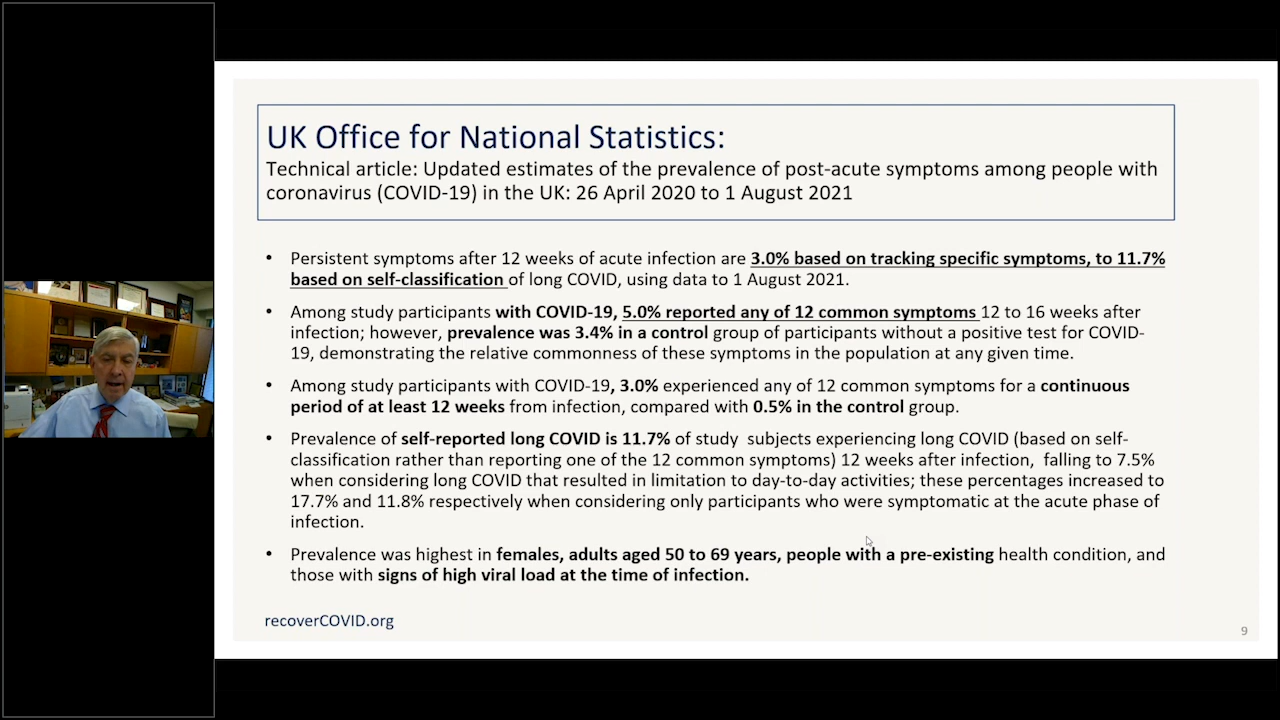 UK Office for National Statistics:
Technical article: Updated estimates of the prevalence of post-acute symptoms among people with
coronavirus (COVID-19) in the UK: 26 April 2020 to 1 August 2021
• Persistent symptoms after 12 weeks of acute infection are 3.0% based on tracking specific symptoms, to 11.7%
based on self-classification of long COVID, using data to 1 August 2021.
• Among study participants with COVID-19, 5.0% reported any of 12 common symptoms 12 to 16 weeks after
infection; however, prevalence was 3.4% in a control group of participants without a positive test for COVID-
19, demonstrating the relative commonness of these symptoms in the population at any given time.
• Among study participants with COVID-19, 3.0% experienced any of 12 common symptoms for a continuous
period of at least 12 weeks from infection, compared with 0.5% in the control group.
• Prevalence of self-reported long COVID is 11.7% of study subjects experiencing long COVID (based on self-
classification rather than reporting one of the 12 common symptoms) 12 weeks after infection, falling to 7.5%
when considering long COVID that resulted in limitation to day-to-day activities; these percentages increased to
17.7% and 11.8% respectively when considering only participants who were symptomatic at the acute phase of
infection.
• Prevalence was highest in females, adults aged 50 to 69 years, people with a pre-existing health condition, and
those with signs of high viral load at the time of infection.
recoverCOVID.org
9